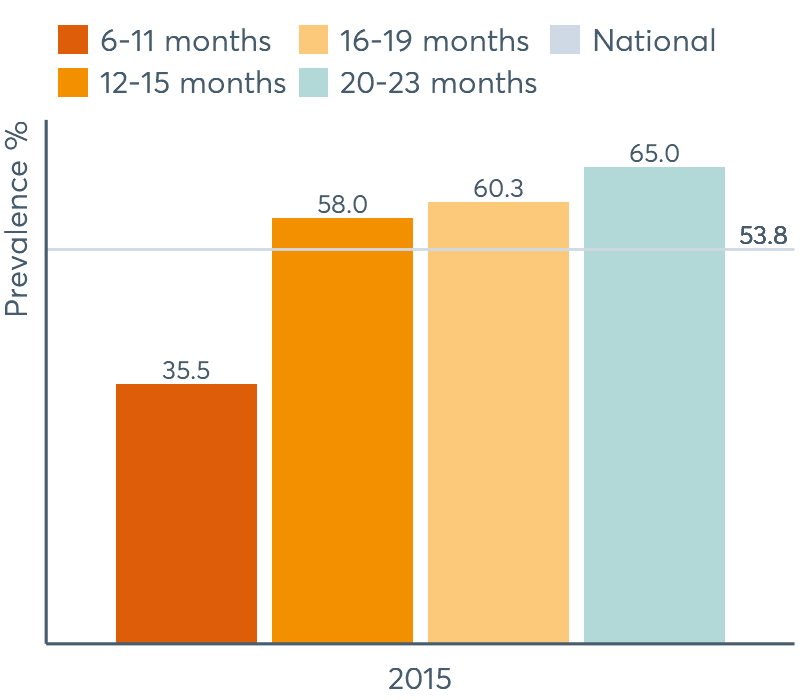 6-11 months
16-19 months
National
12-15 months
20-23 months
Prevalence %
65.0
60.3
58.0
53.8
35.5
2015